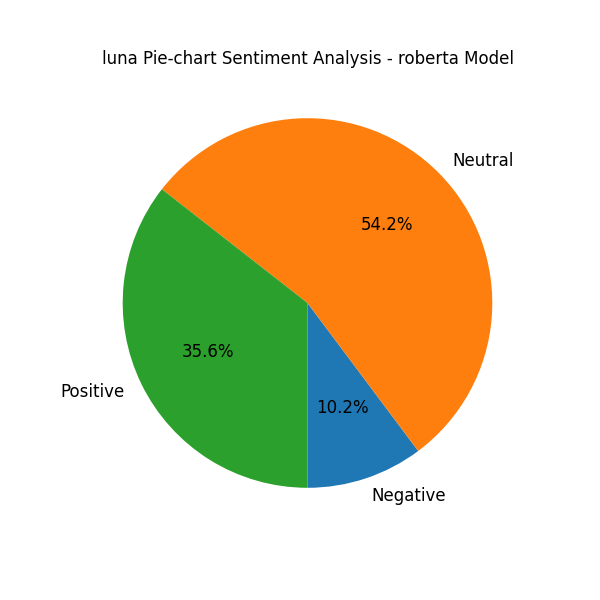 luna Pie-chart Sentiment Analysis - roberta Model
Neutral
54.2%
35.6%
Positive
10.2%
Negative